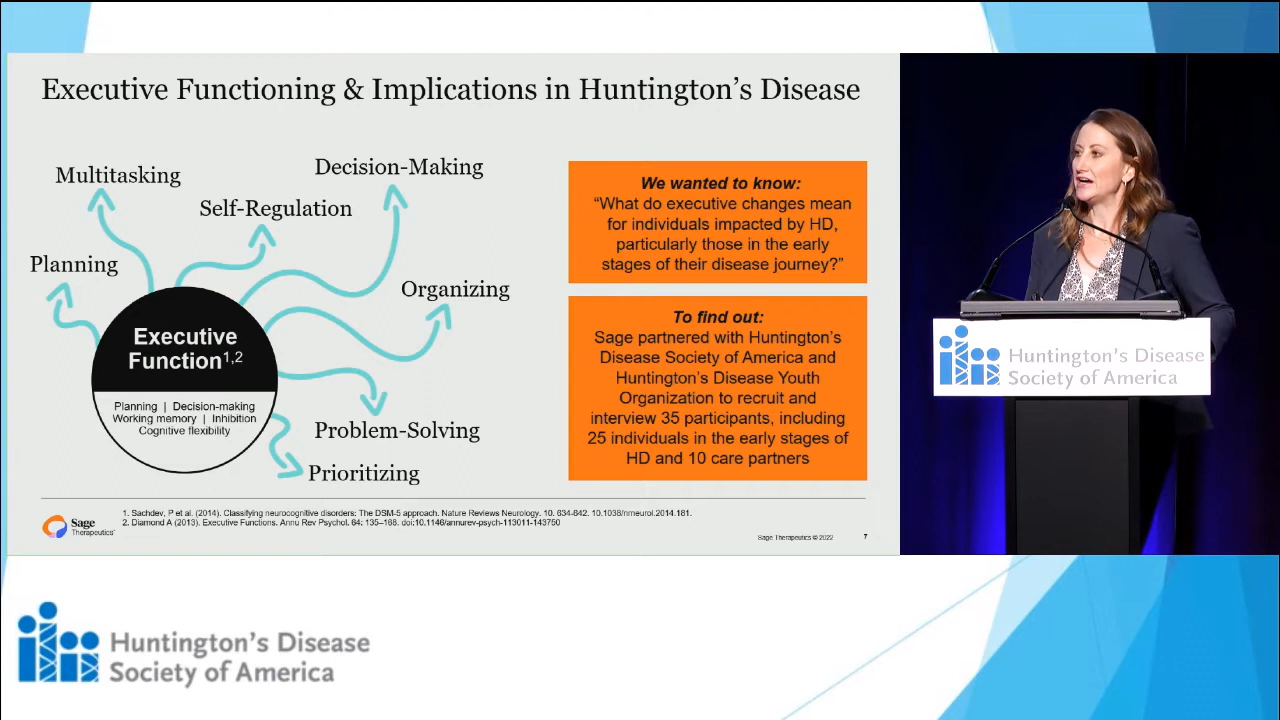 Executive Functioning & Implications in Huntington's Disease
Multitasking
Decision-Making
Self-Regulation
Planning
Organizing
Executive
Function1,2
Planning | Decision-making
Working memory | Inhibition
Cognitive flexibility
Problem-Solving
Prioritizing
We wanted to know:
“What do executive changes mean
for individuals impacted by HD,
particularly those in the early
stages of their disease journey?”
To find out:
Sage partnered with Huntington's
Disease Society of America and
Huntington's Disease Youth
Organization to recruit and
interview 35 participants, including
25 individuals in the early stages of
HD and 10 care partners
Sage
Therapeutics
1. Sachdev, P et al. (2014). Classifying neurocognitive disorders: The DSM-5 approach. Nature Reviews Neurology. 10. 634-642. 10.1038/nrneurol.2014.181.
2. Diamond A (2013). Executive Functions. Annu Rev Psychol. 64: 135–168. doi:10.1146/annurev-psych-113011-143750
Sage Therapeutics © 2022
7
Huntington's Disease
Society of America
Huntington's Disease
Society of America